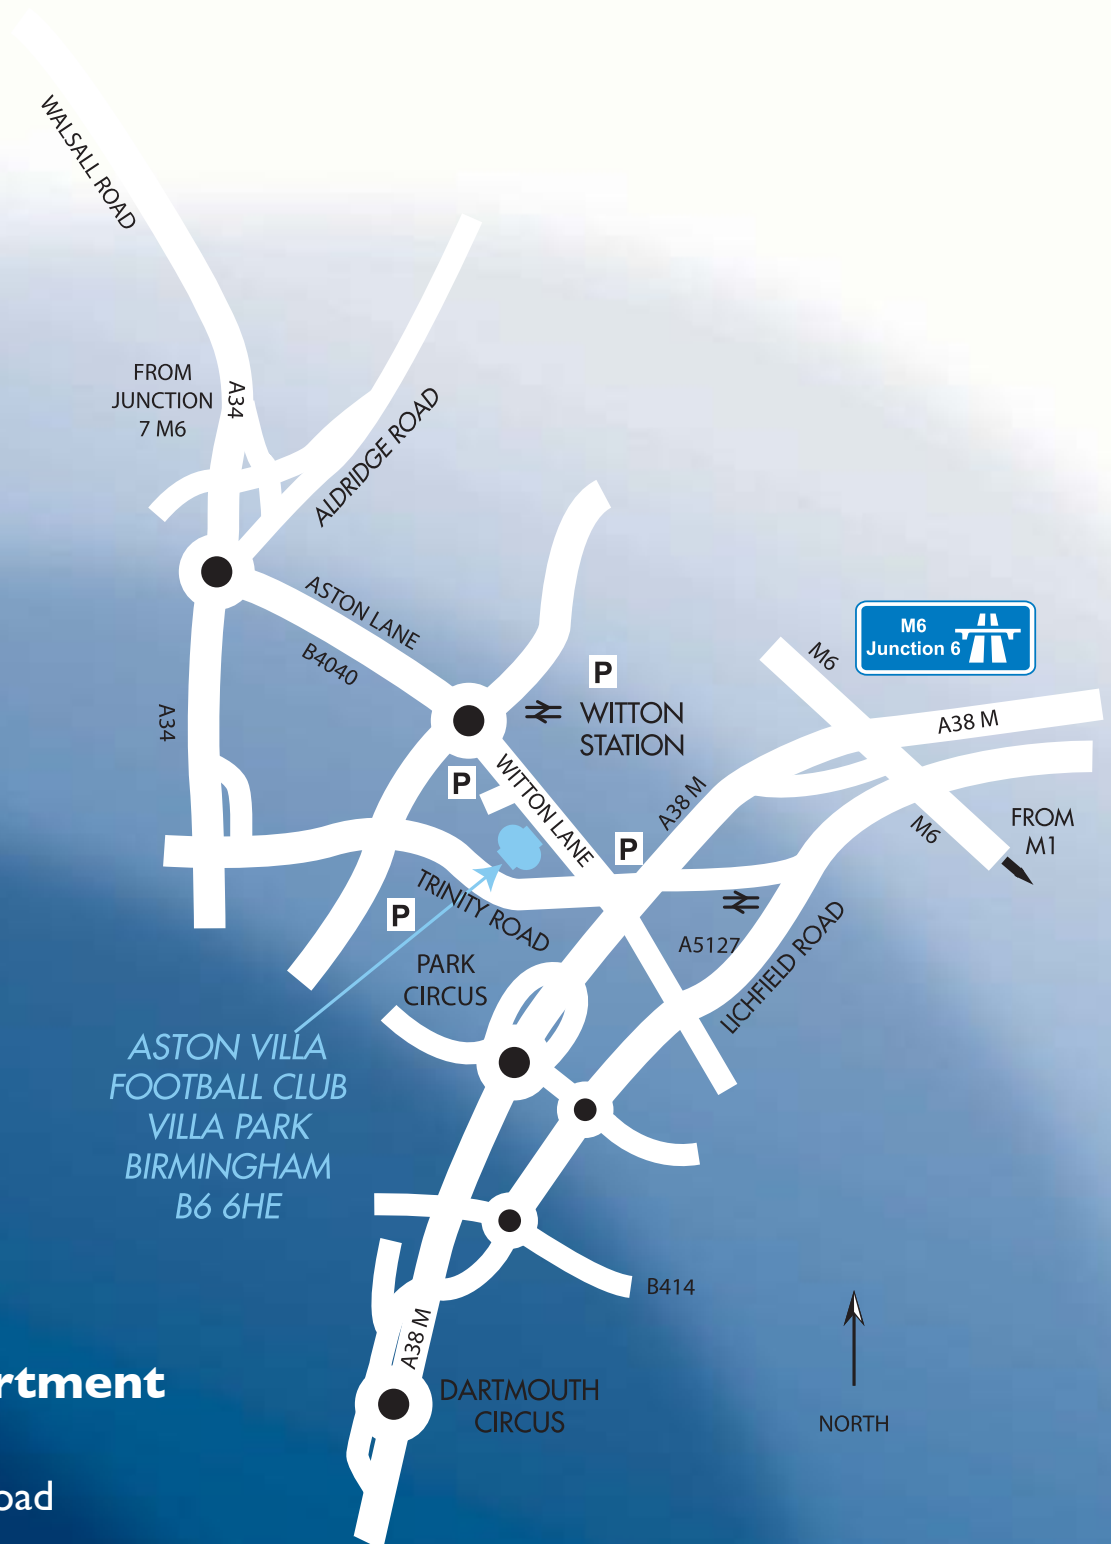 WALSALL ROAD
FROM
JUNCTION
7 M6
A34
ALDRIDGE ROAD
ASTON LANE
B4040
A34
P
WITTON
STATION
M6
Junction 6
M6
A38 M
P
WITTON LANE
A38 M
P
M6
FROM
M1
TRINITY ROAD
P
A5127
LICHFIELD ROAD
PARK
CIRCUS
ASTON VILLA
FOOTBALL CLUB
VILLA PARK
BIRMINGHAM
B6 6HE
B414
A38 M
DARTMOUTH
CIRCUS
NORTH
rtment
oad